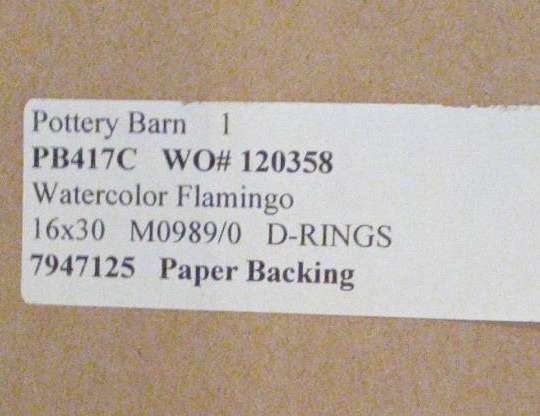 Pottery Barn 1
PB417C WO# 120358
Watercolor Flamingo
16x30 M0989/0 D-RINGS
7947125 Paper Backing